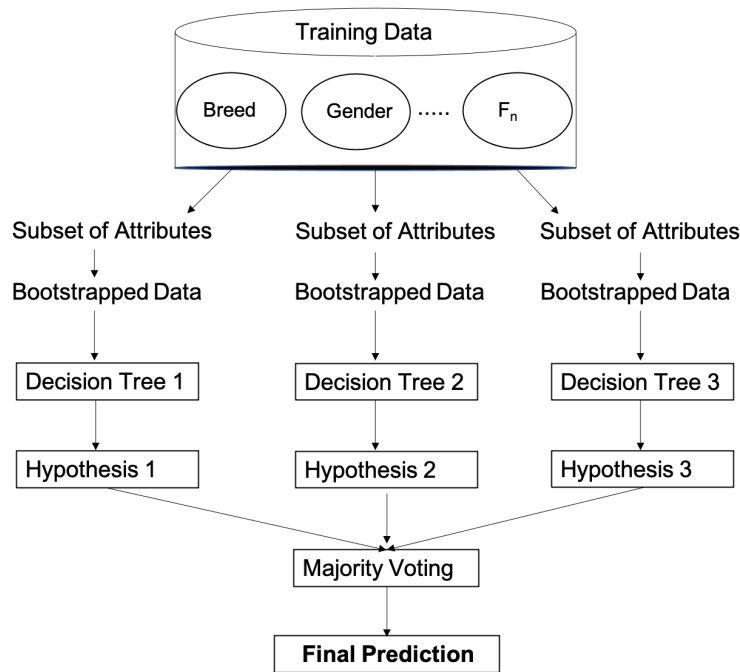 Training Data
Breed Gender ..... Fn
Subset of Attributes Subset of Attributes Subset of Attributes
Bootstrapped Data Bootstrapped Data Bootstrapped Data
Decision Tree 1 Decision Tree 2 Decision Tree 3
Hypothesis 1 Hypothesis 2 Hypothesis 3
Majority Voting
Final Prediction